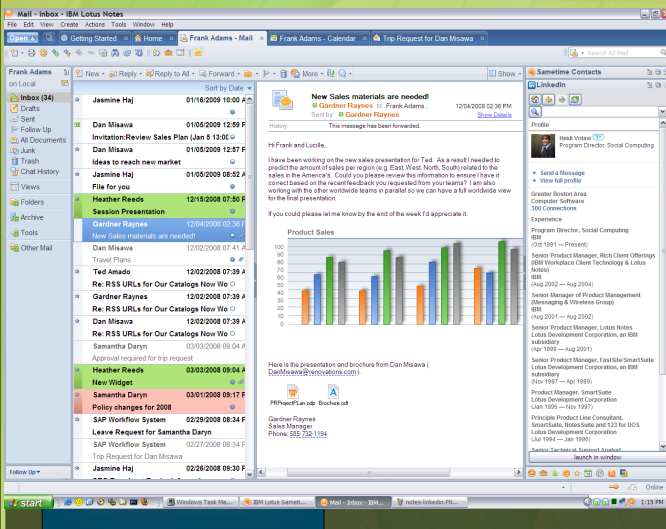 Mail - Inbox - IBM Lotus Notes
File Edit View Create Actions Tools Window Help
Open Getting Started × Home × Frank Adams - Mail × Frank Adams - Calendar × Trip Request for Dan Misawa ×
Search All Mail
Frank Adams
on Local
Inbox (34)
Drafts
Sent
Follow Up
All Documents
Junk
Trash
Chat History
Views
Folders
Archive
Tools
Other Mail
Follow Up
New Reply Reply to All Forward More Show
Sort by Date
Jasmine Haj 01/16/2009 10:00 A
Dan Misawa 01/05/2009 12:59 F
Invitation:Review Sales Plan (Jan 5 13:00
Dan Misawa 01/05/2009 12:57 F
Ideas to reach new market
Jasmine Haj 01/05/2009 08:52 A
File for you
Heather Reeds 12/15/2008 07:50 F
Session Presentation
Gardner Raynes 12/04/2008 02:36 F
New Sales materials are needed!
Dan Misawa 12/02/2008 07:41 A
Travel Plans
Ted Amado 12/02/2008 07:39 A
Re: RSS URLs for Our Catalogs Now Wo
Gardner Raynes 12/02/2008 07:39 A
Re: RSS URLs for Our Catalogs Now Wo
Dan Misawa 12/02/2008 07:39 A
Re: RSS URLs for Our Catalogs Now Wo
Samantha Daryn 03/03/2008 09:04 A
Approval required for trip request
Heather Reeds 03/03/2008 09:04 A
New Widget
Samantha Daryn 03/01/2008 09:17 F
Policy changes for 2008
SAP Workflow System 02/29/2008 08:34 F
Leave Request for Samantha Daryn
SAP Workflow System 02/27/2008 08:34 F
Trip Request for Dan Misawa
Jasmine Haj 02/26/2008 09:30 F
New Sales materials are needed!
Gardner Raynes to: Frank Adams.. 12/04/2008 02:36 PM
Sent by: Gardner Raynes Show Details
History: This message has been forwarded.
Hi Frank and Lucille,
I have been working on the new sales presentation for Ted. As a result I needed to
predict the amount of sales per region (e.g. East, West, North, South) related to the
sales in the America's. Could you please review this information to ensure I have it
correct based on the recent feedback you requested from your teams? I am also
working with the other worldwide teams in parallel so we can have a full worldwide view
for the final presentation.
If you could please let me know by the end of the week I'd appreciate it.
Product Sales
100
90
80
70
60
50
40
30
20
10
0
Here is the presentation and brochure from Dan Misawa (
DanMisawa@renovations.com ).
PRProjectPlan.odp Brochure.odt
Gardner Raynes
Sales Manager
Phone: 585-732-1194
Sametime Contacts
LinkedIn
Profile
Heidi Votaw
Program Director, Social Computing
Send a Message
View full profile
Greater Boston Area
Computer Software
300 Connections
Experience
Program Director, Social Computing
IBM
(Oct 1991 — Present)
Senior Product Manager, Rich Client Offerings
(IBM Workplace Client Technology & Lotus
Notes)
IBM
(Aug 2002 — Aug 2004)
Senior Manager of Product Management
(Messaging & Wireless Group)
IBM
(Aug 2001 — Aug 2002)
Senior Product Manager, Lotus Notes
Lotus Development Corporation, an IBM
subsidiary
(Apr 1999 — Aug 2001)
Senior Product Manager, FastSite/SmartSuite
Lotus Development Corporation, an IBM
subsidiary
(Nov 1997 — Apr 1999)
Product Manager, SmartSuite
Lotus Development Corporation
(Jan 1996 — Nov 1997)
Principle Product Line Consultant,
SmartSuite, NotesSuite and 123 for DOS
Lotus Development Corporation
(Jul 1994 — Jan 1996)
Senior Technical Support Analyst
launch in window
Online
start Windows Task Ma... IBM Lotus Sameti... Mail - Inbox - IBM... notes-linkedin.PN... 1:15 PM